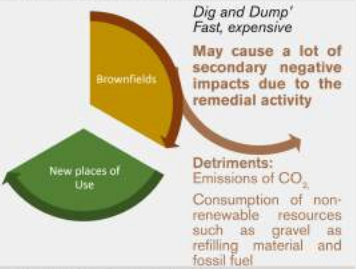 Dig and Dump'
Fast, expensive
May cause a lot of
secondary negative
impacts due to the
remedial activity
Brownfields
Detriments:
Emissions of CO2,
Consumption of non-
renewable resources
such as gravel as
refilling material and
fossil fuel
New places of
Use